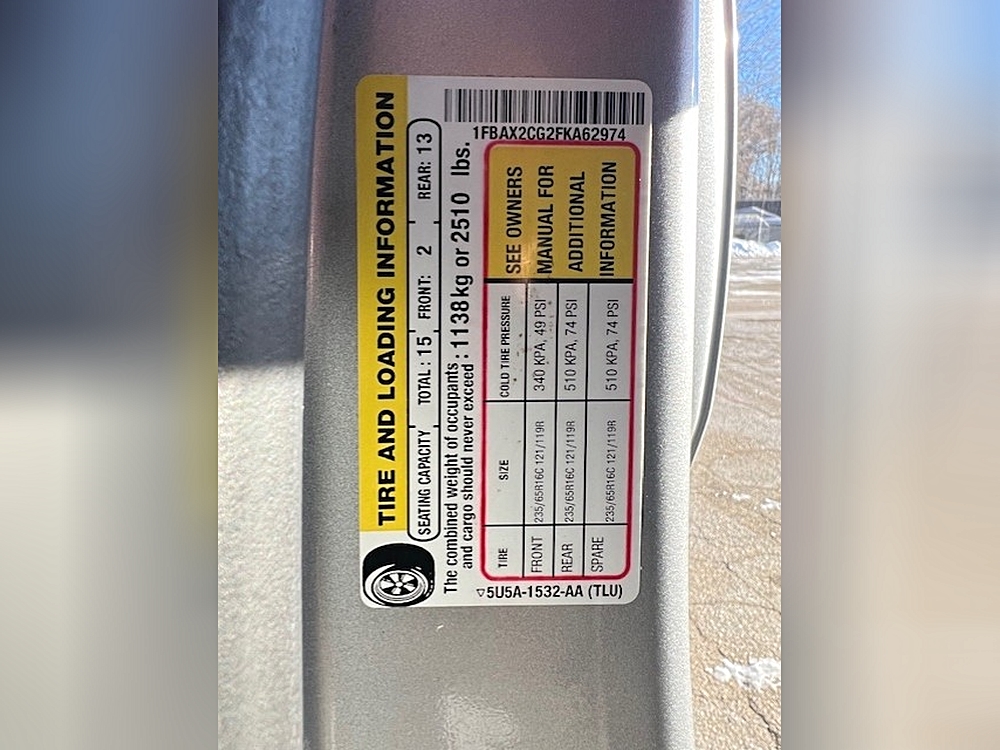 TIRE AND LOADING INFORMATION
SEATING CAPACITY TOTAL : 15 FRONT: 2 REAR: 13
The combined weight of occupants
and cargo should never exceed : 1138kg or 2510 lbs.
TIRE SIZE COLD TIRE PRESSURE
FRONT 235/65R16C 121/119R 340 KPA, 49 PSI
REAR 235/65R16C 121/119R 510 KPA, 74 PSI
SPARE 235/65R16C 121/119R 510 KPA, 74 PSI
SEE OWNERS
MANUAL FOR
ADDITIONAL
INFORMATION
1FBAX2CG2FKA62974
▽5U5A-1532-AA (TLU)